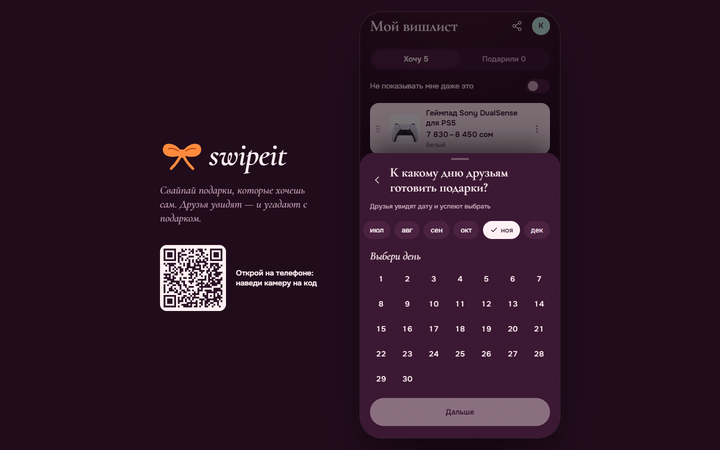 swipeit
Свайпай подарки, которые хочешь
сам. Друзья увидят — и угадают с
подарком.
Открой на телефоне:
наведи камеру на код
Мой вишлист
K
Хочу 5
Подарили 0
Не показывать мне даже это
Геймпад Sony DualSense
для PS5
7 830 – 8 450 сом
белый
К какому дню друзьям
готовить подарки?
Друзья увидят дату и успеют выбрать
июл авг сен окт ноя дек
Выбери день
1 2 3 4 5 6 7
8 9 10 11 12 13 14
15 16 17 18 19 20 21
22 23 24 25 26 27 28
29 30
Дальше